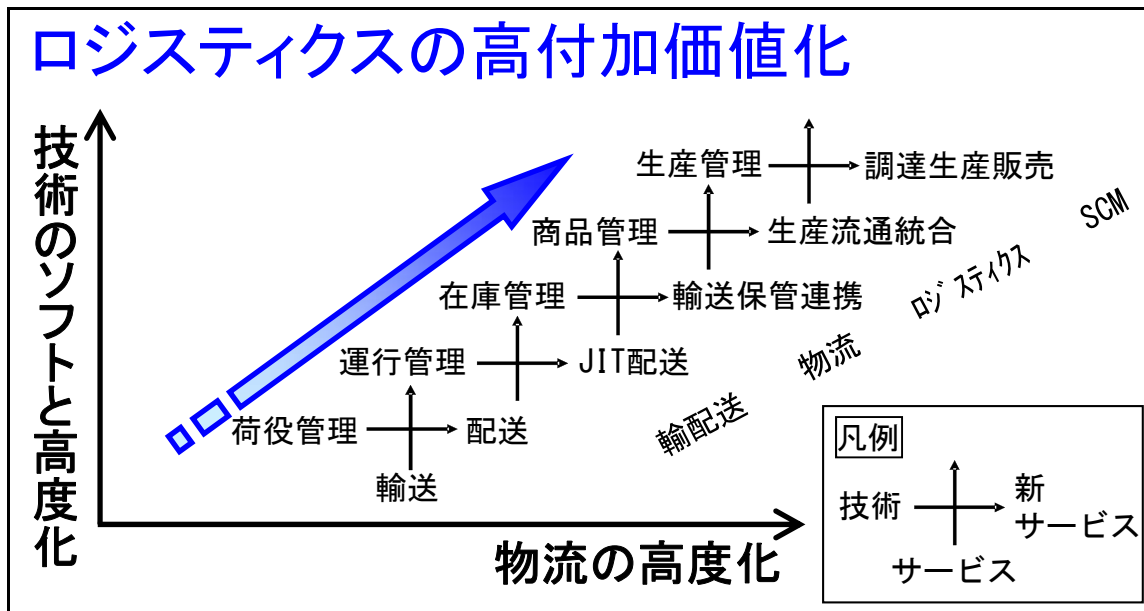 ロジスティクスの高付加価値化
技術のソフトと高度化
生産管理
調達生産販売
商品管理
生産流通統合
在庫管理
輸送保管連携
運行管理
JIT配送
荷役管理
配送
輸送
輸配送
物流
ロジスティクス
SCM
物流の高度化
凡例
技術
新
サービス
サービス